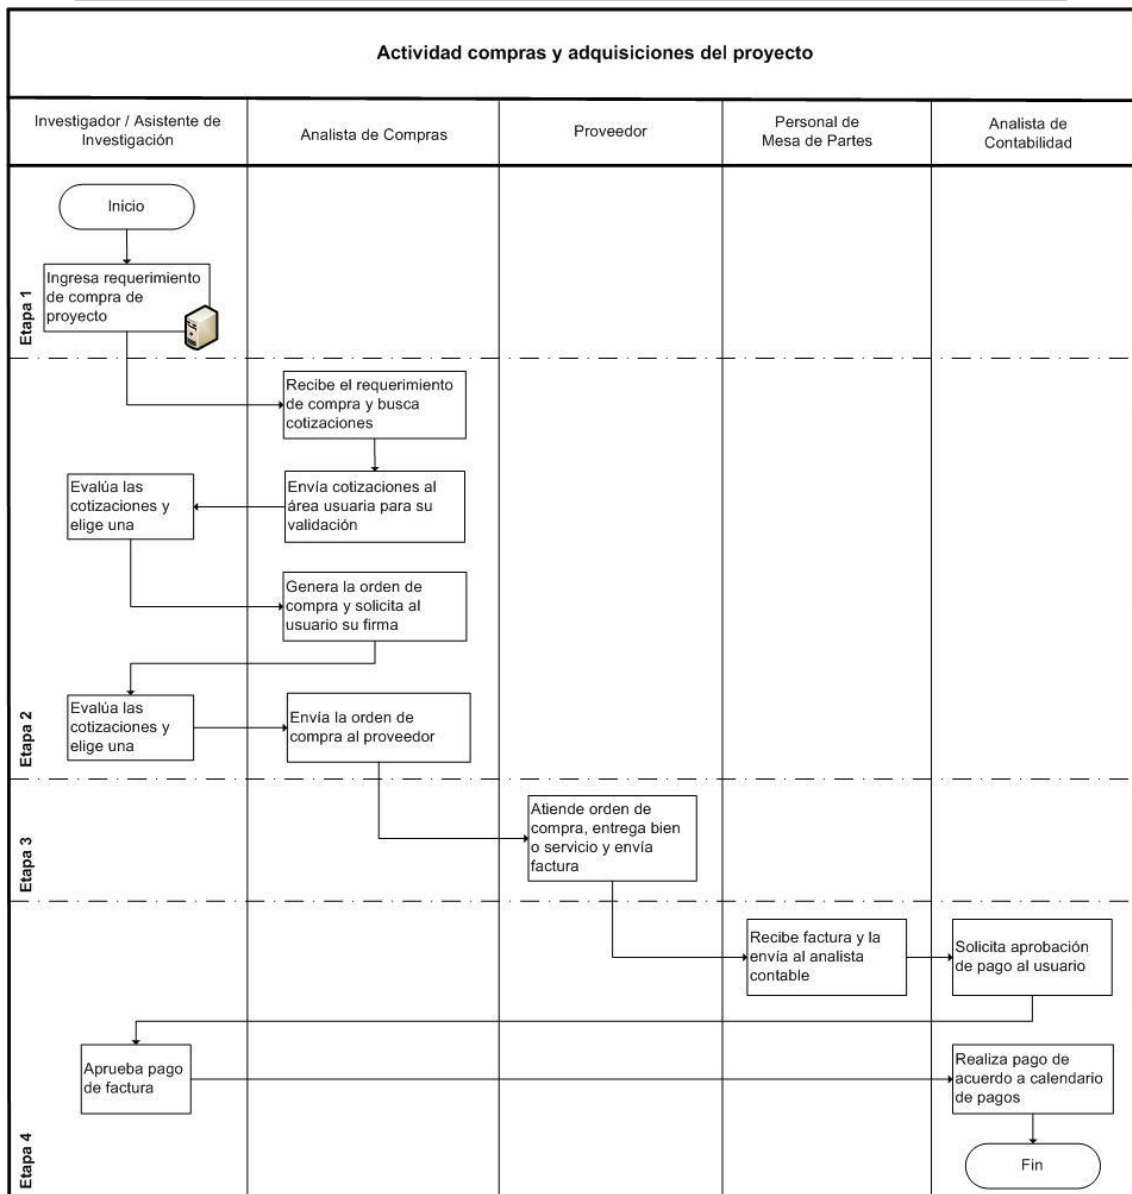 Actividad compras y adquisiciones del proyecto
Investigador / Asistente de
Investigación
Analista de Compras
Proveedor
Personal de
Mesa de Partes
Analista de
Contabilidad
Etapa 1
Inicio
Ingresa requerimiento
de compra de
proyecto
Etapa 2
Recibe el requerimiento
de compra y busca
cotizaciones
Envía cotizaciones al
área usuaria para su
validación
Evalúa las
cotizaciones y
elige una
Genera la orden de
compra y solicita al
usuario su firma
Evalúa las
cotizaciones y
elige una
Envía la orden de
compra al proveedor
Etapa 3
Atiende orden de
compra, entrega bien
o servicio y envía
factura
Etapa 4
Recibe factura y la
envía al analista
contable
Solicita aprobación
de pago al usuario
Aprueba pago
de factura
Realiza pago de
acuerdo a calendario
de pagos
Fin